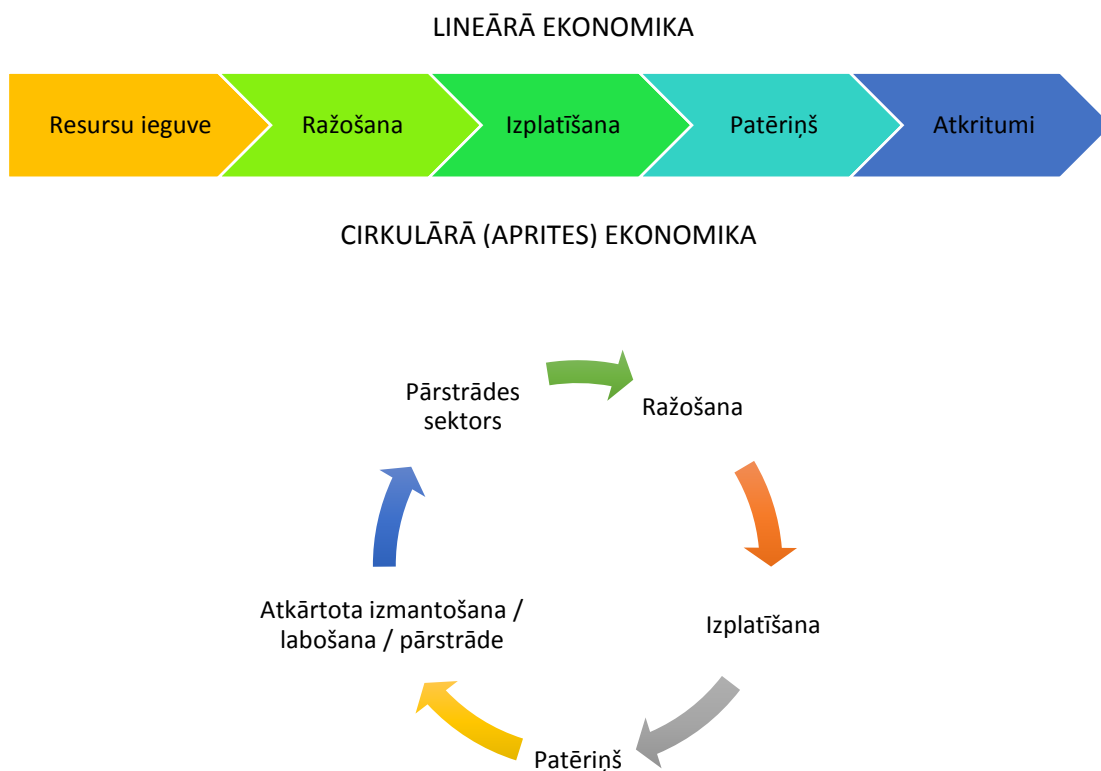 LINEĀRĀ EKONOMIKA
Resursu ieguve
Ražošana
Izplatīšana
Patēriņš
Atkritumi
CIRKULĀRĀ (APRITES) EKONOMIKA
Pārstrādes
sektors
Ražošana
Izplatīšana
Patēriņš
Atkārtota izmantošana /
labošana / pārstrāde